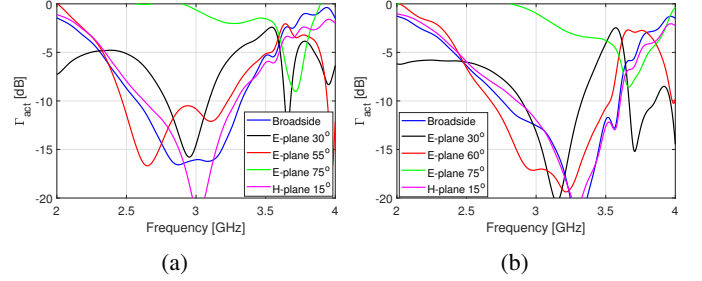 0
-5
-10
-15
-20
Γact [dB]
2
2.5
3
3.5
4
Frequency [GHz]
Broadside
E-plane 30°
E-plane 55°
E-plane 75°
H-plane 15°
(a)
0
-5
-10
-15
-20
Γact [dB]
2
2.5
3
3.5
4
Frequency [GHz]
Broadside
E-plane 30°
E-plane 60°
E-plane 75°
H-plane 15°
(b)